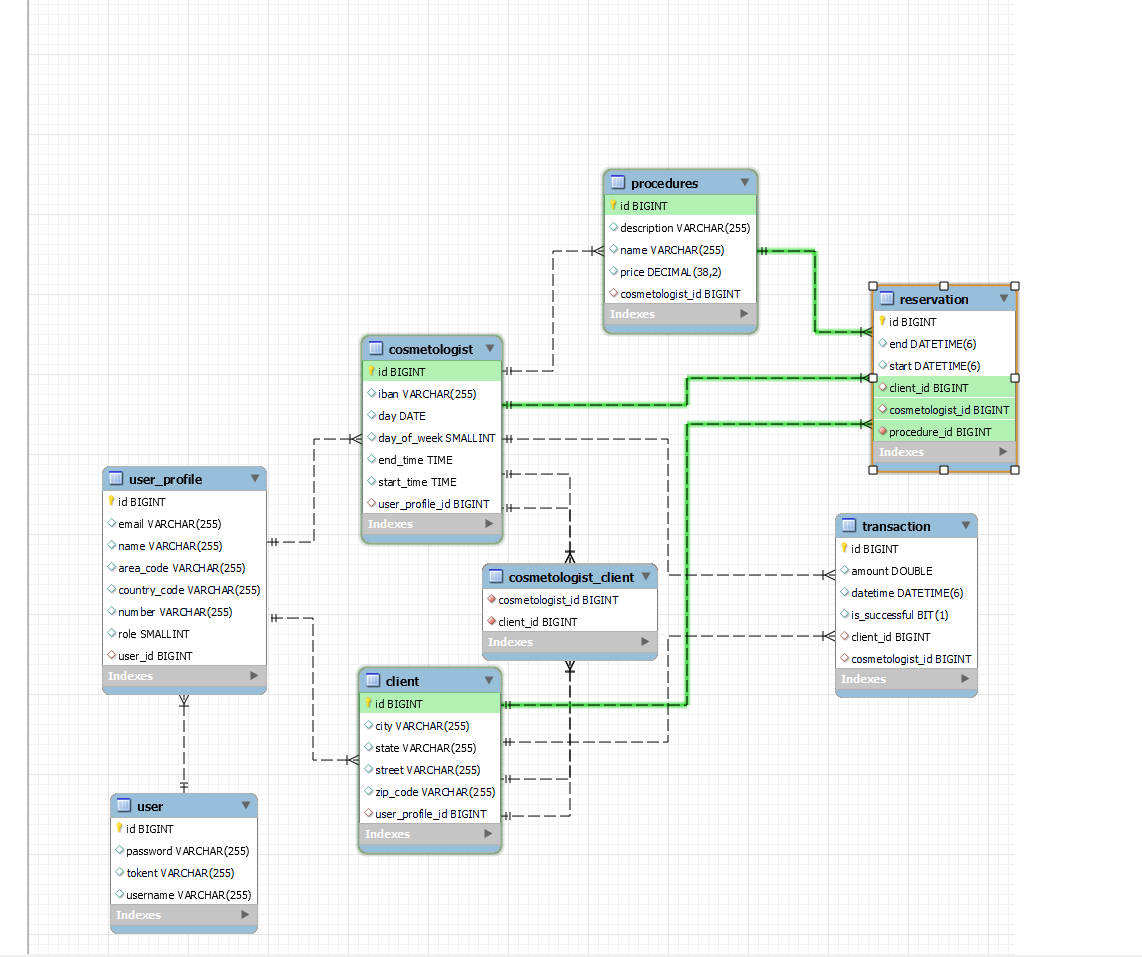 procedures
id BIGINT
description VARCHAR(255)
name VARCHAR(255)
price DECIMAL(38,2)
cosmetologist_id BIGINT
Indexes
reservation
id BIGINT
end DATETIME(6)
start DATETIME(6)
client_id BIGINT
cosmetologist_id BIGINT
procedure_id BIGINT
Indexes
cosmetologist
id BIGINT
iban VARCHAR(255)
day DATE
day_of_week SMALLINT
end_time TIME
start_time TIME
user_profile_id BIGINT
Indexes
user_profile
id BIGINT
email VARCHAR(255)
name VARCHAR(255)
area_code VARCHAR(255)
country_code VARCHAR(255)
number VARCHAR(255)
role SMALLINT
user_id BIGINT
Indexes
transaction
id BIGINT
amount DOUBLE
datetime DATETIME(6)
is_successful BIT(1)
client_id BIGINT
cosmetologist_id BIGINT
Indexes
cosmetologist_client
cosmetologist_id BIGINT
client_id BIGINT
Indexes
client
id BIGINT
city VARCHAR(255)
state VARCHAR(255)
street VARCHAR(255)
zip_code VARCHAR(255)
user_profile_id BIGINT
Indexes
user
id BIGINT
password VARCHAR(255)
tokent VARCHAR(255)
username VARCHAR(255)
Indexes